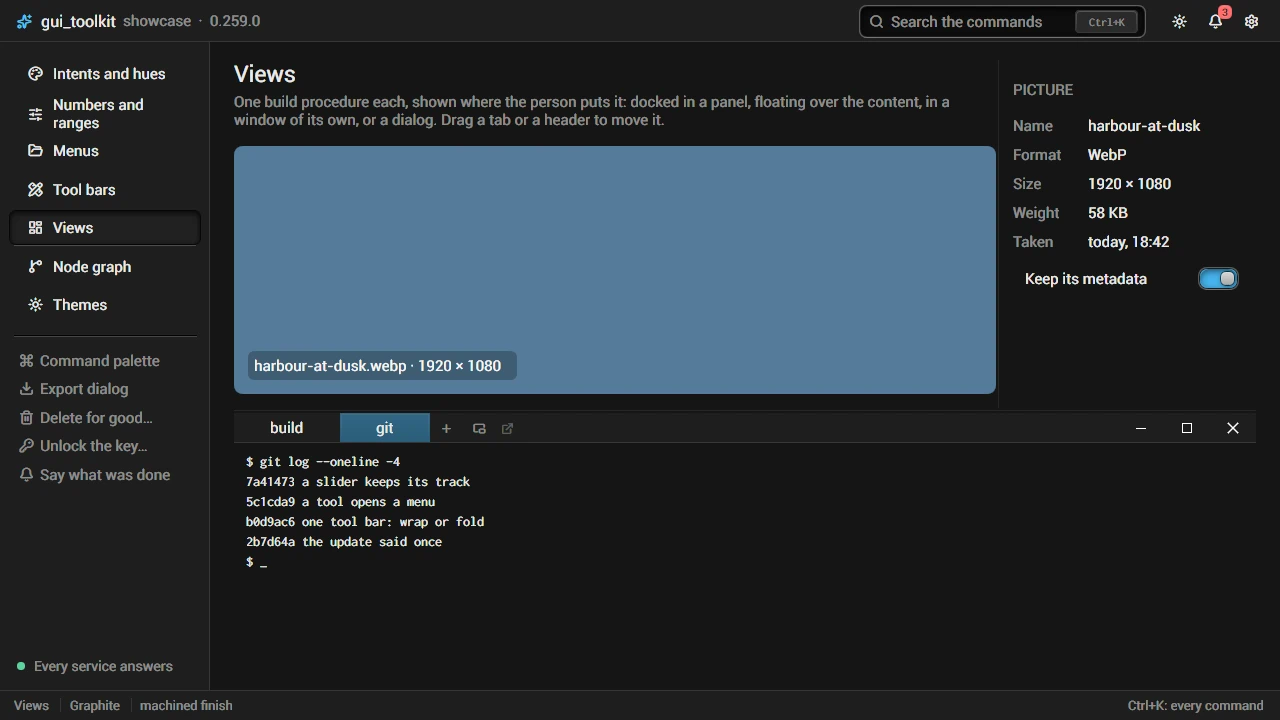 gui_toolkit showcase · 0.259.0
Search the commands Ctrl+K
3
Intents and hues
Numbers and
ranges
Menus
Tool bars
Views
Node graph
Themes
Command palette
Export dialog
Delete for good...
Unlock the key...
Say what was done
Every service answers
Views
One build procedure each, shown where the person puts it: docked in a panel, floating over the content, in a
window of its own, or a dialog. Drag a tab or a header to move it.
harbour-at-dusk.webp · 1920 × 1080
PICTURE
Name harbour-at-dusk
Format WebP
Size 1920 × 1080
Weight 58 KB
Taken today, 18:42
Keep its metadata
build git
$ git log --oneline -4
7a41473 a slider keeps its track
5c1cda9 a tool opens a menu
b0d9ac6 one tool bar: wrap or fold
2b7d64a the update said once
$ _
Views Graphite machined finish
Ctrl+K: every command